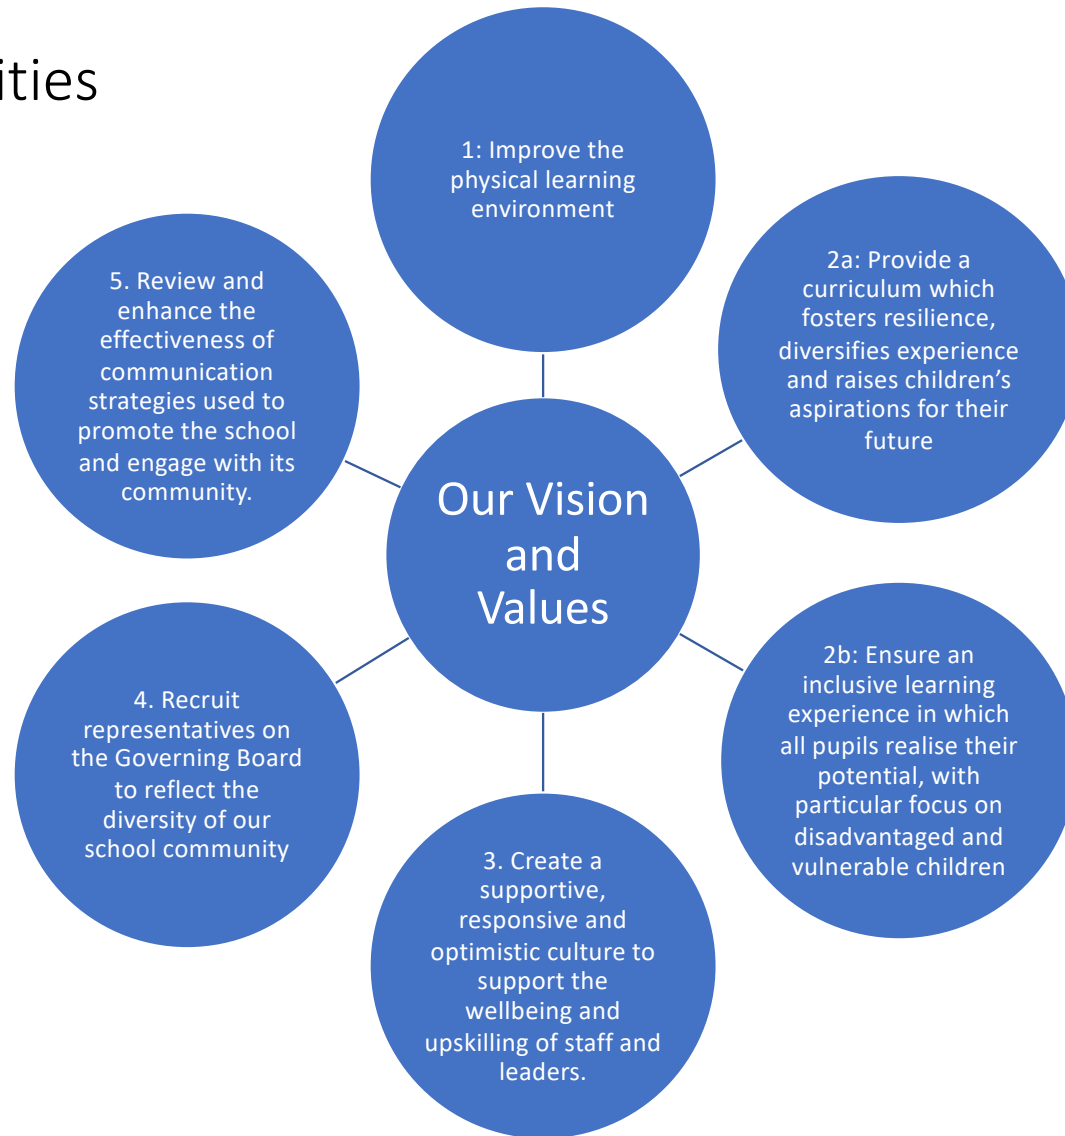 ities
1: Improve the
physical learning
environment
2a: Provide a
curriculum which
fosters resilience,
diversifies experience
and raises children’s
aspirations for their
future
2b: Ensure an
inclusive learning
experience in which
all pupils realise their
potential, with
particular focus on
disadvantaged and
vulnerable children
3. Create a
supportive,
responsive and
optimistic culture to
support the
wellbeing and
upskilling of staff and
leaders.
4. Recruit
representatives on
the Governing Board
to reflect the
diversity of our
school community
5. Review and
enhance the
effectiveness of
communication
strategies used to
promote the school
and engage with its
community.
Our Vision
and
Values